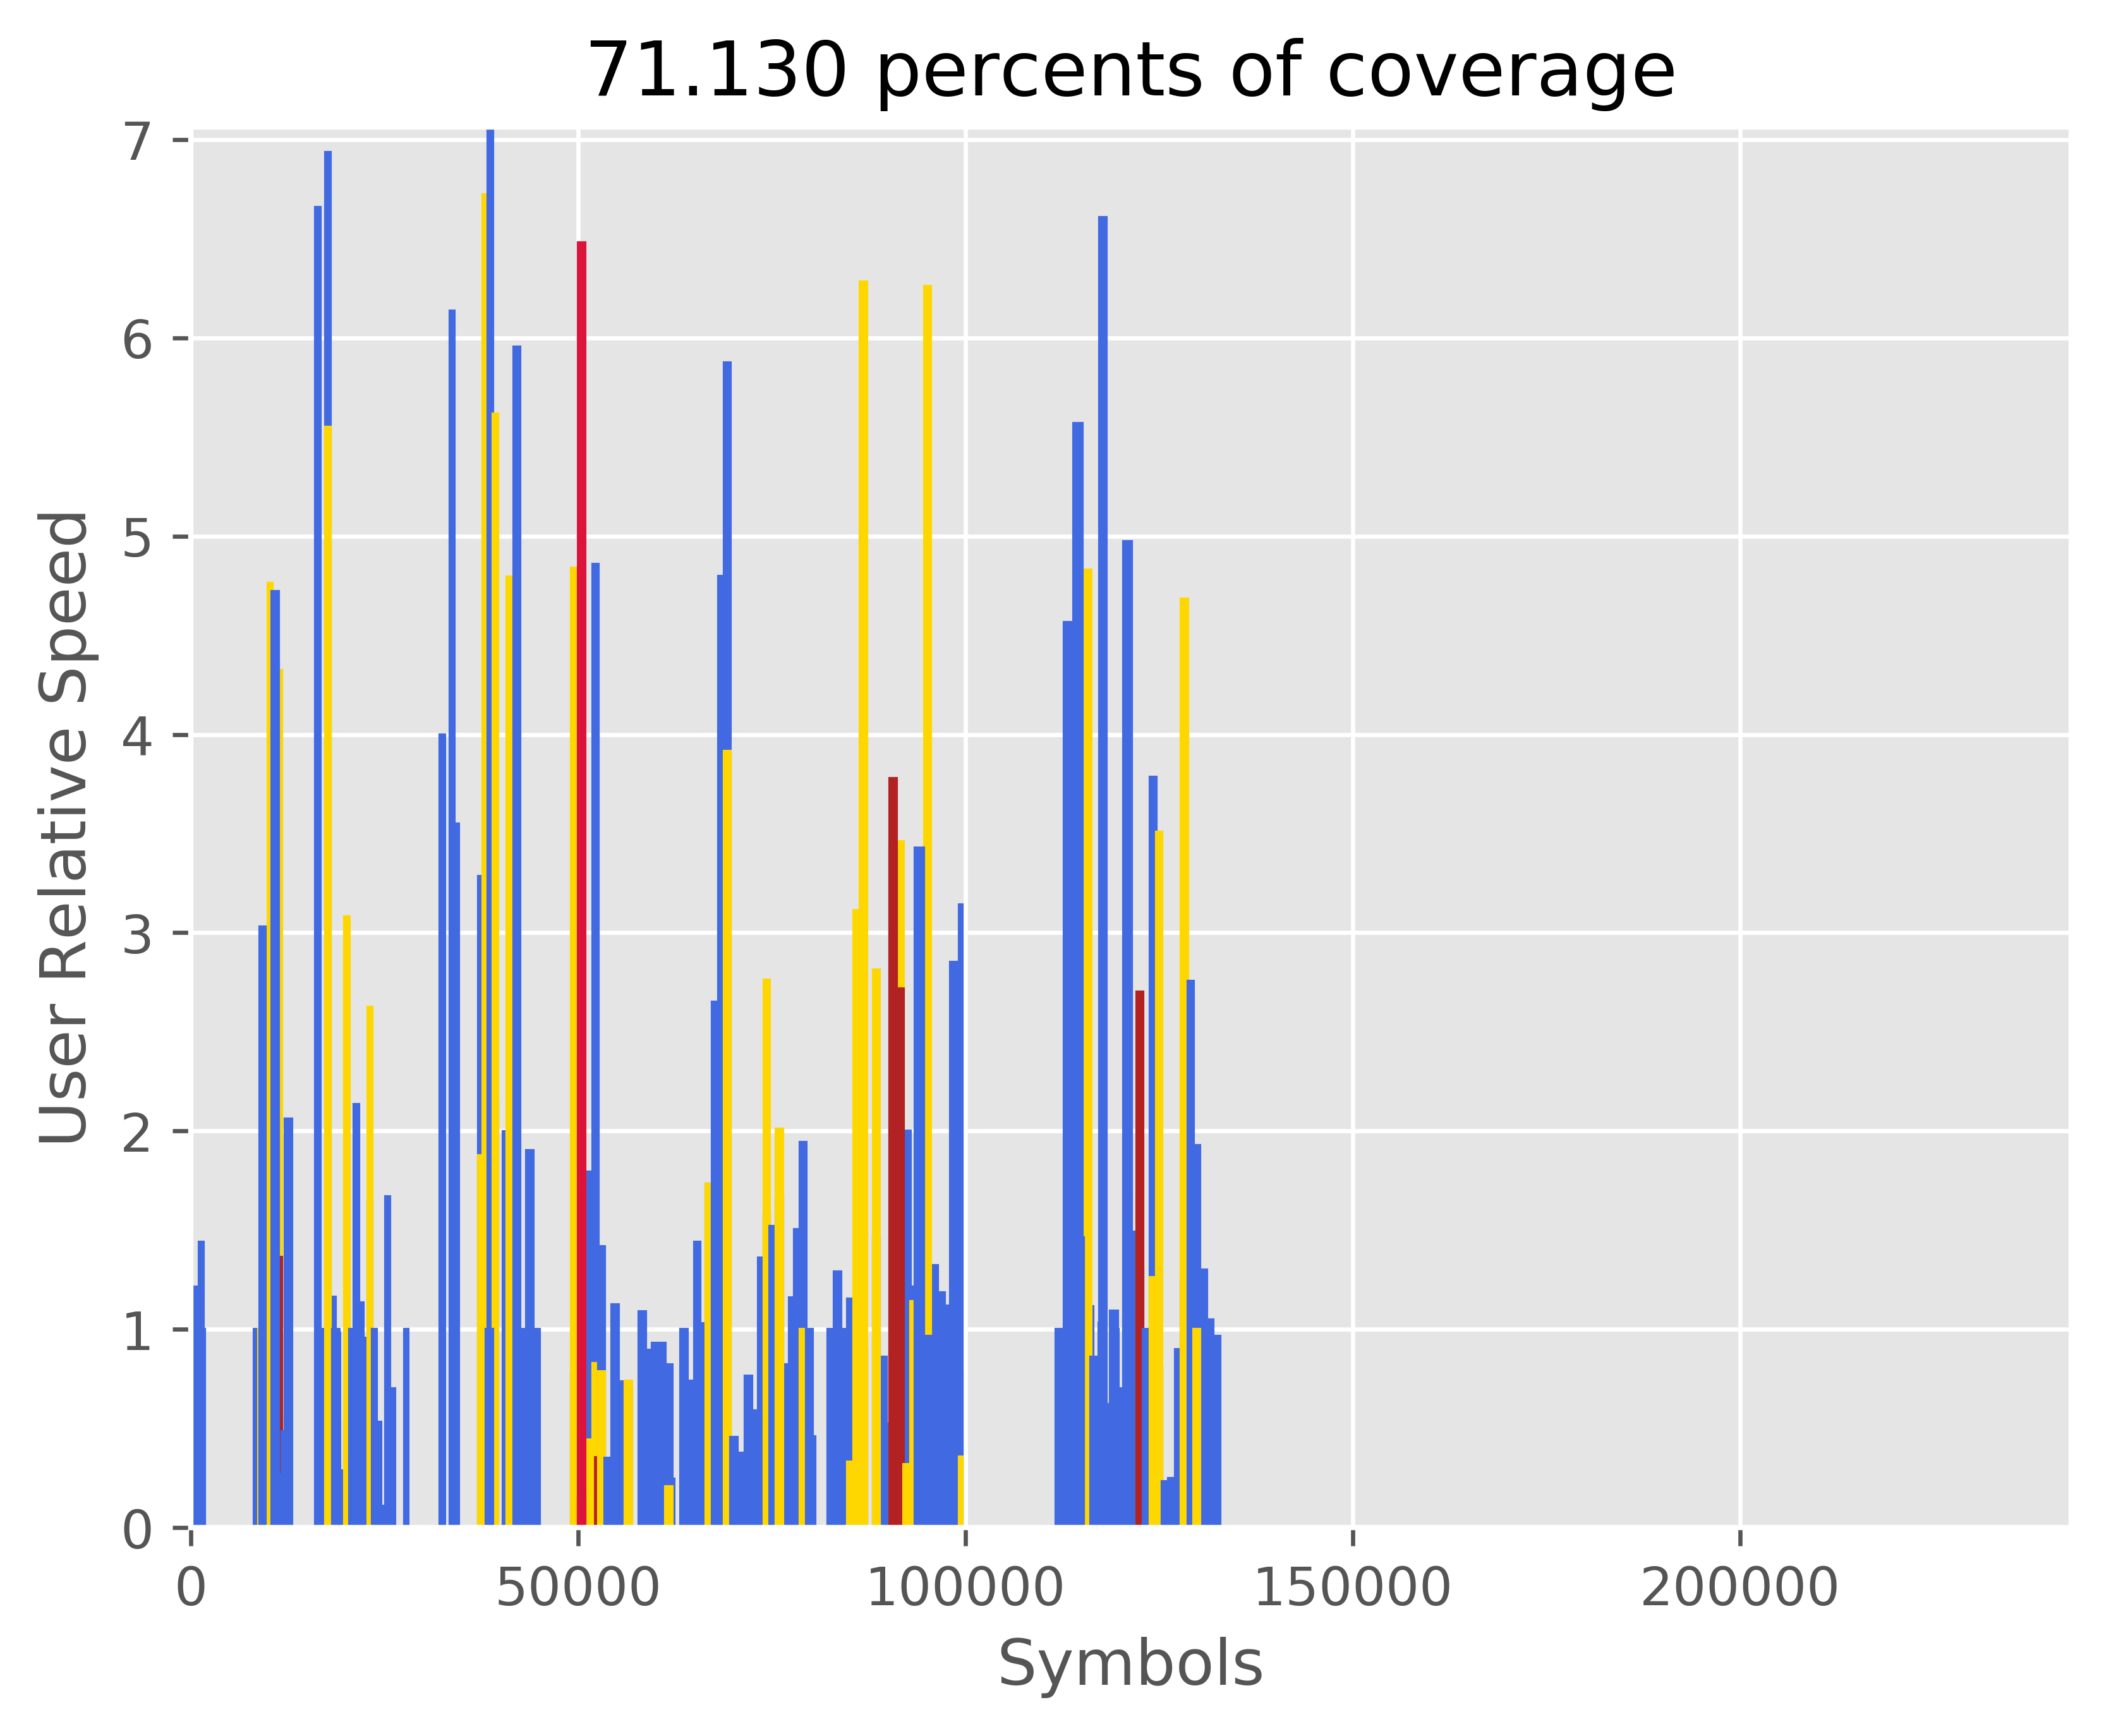 71.130 percents of coverage
7
6
5
4
3
2
1
0
User Relative Speed
0 50000 100000 150000 200000
Symbols